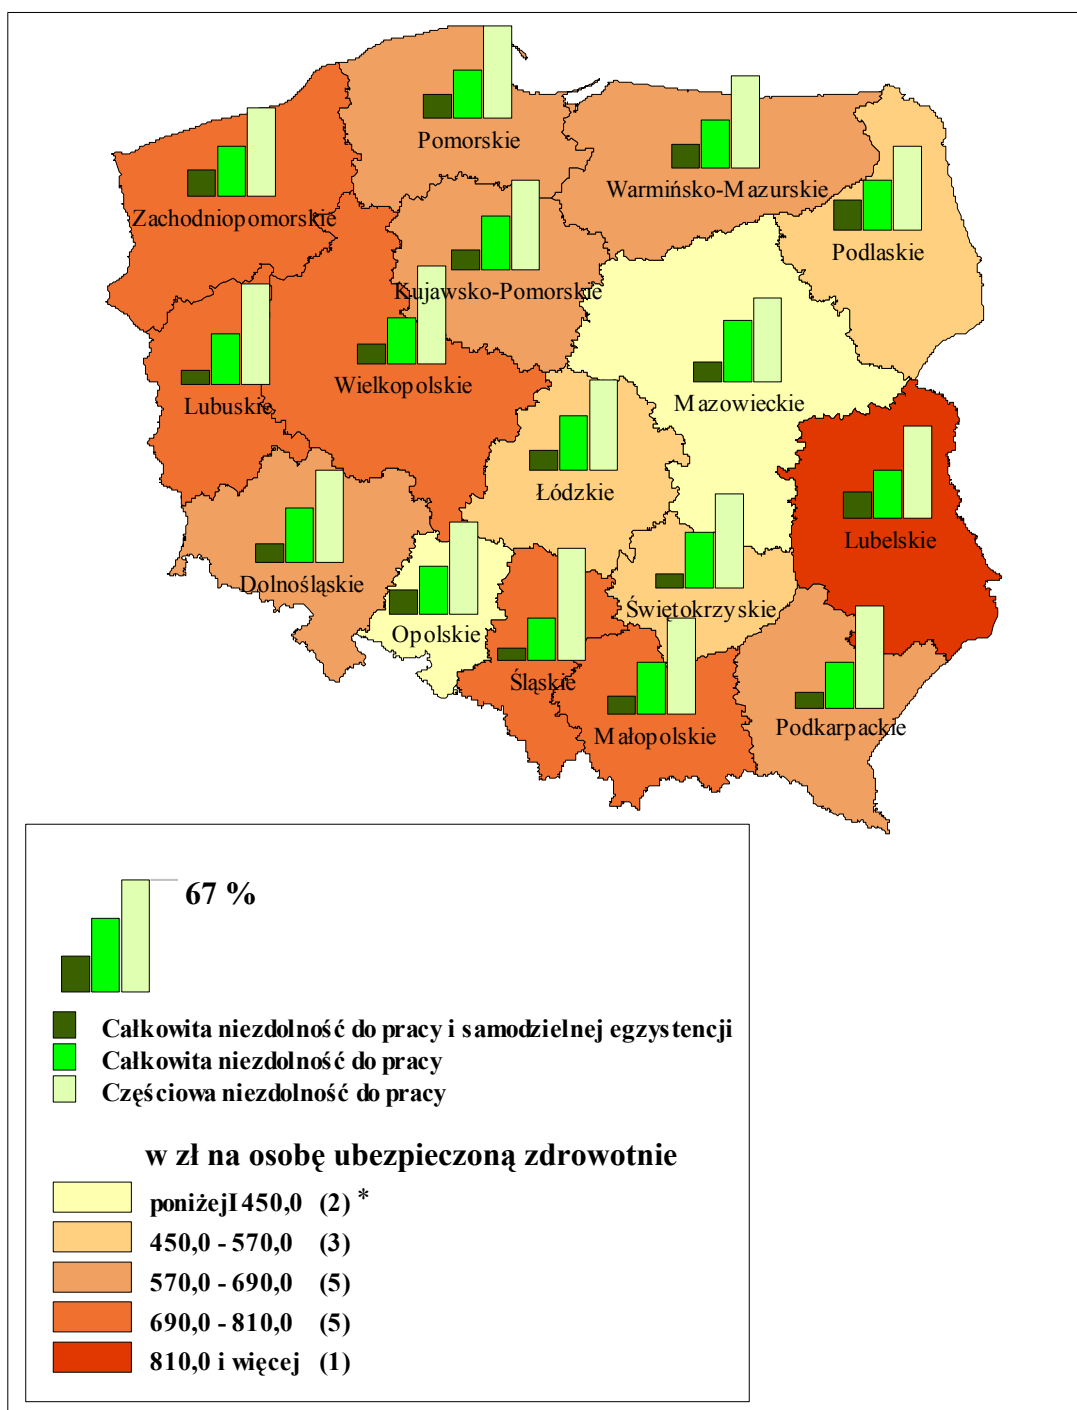 Pomorskie
Warmińsko-Mazurskie
Zachodniopomorskie
Podlaskie
Kujawsko-Pomorskie
Wielkopolskie
Lubuskie
Mazowieckie
Łódzkie
Lubelskie
Dolnośląskie
Świętokrzyskie
Opolskie
Śląskie
Małopolskie
Podkarpackie
67 %
Całkowita niezdolność do pracy i samodzielnej egzystencji
Całkowita niezdolność do pracy
Częściowa niezdolność do pracy
w zł na osobę ubezpieczoną zdrowotnie
poniżejI450,0 (2) *
450,0 - 570,0 (3)
570,0 - 690,0 (5)
690,0 - 810,0 (5)
810,0 i więcej (1)